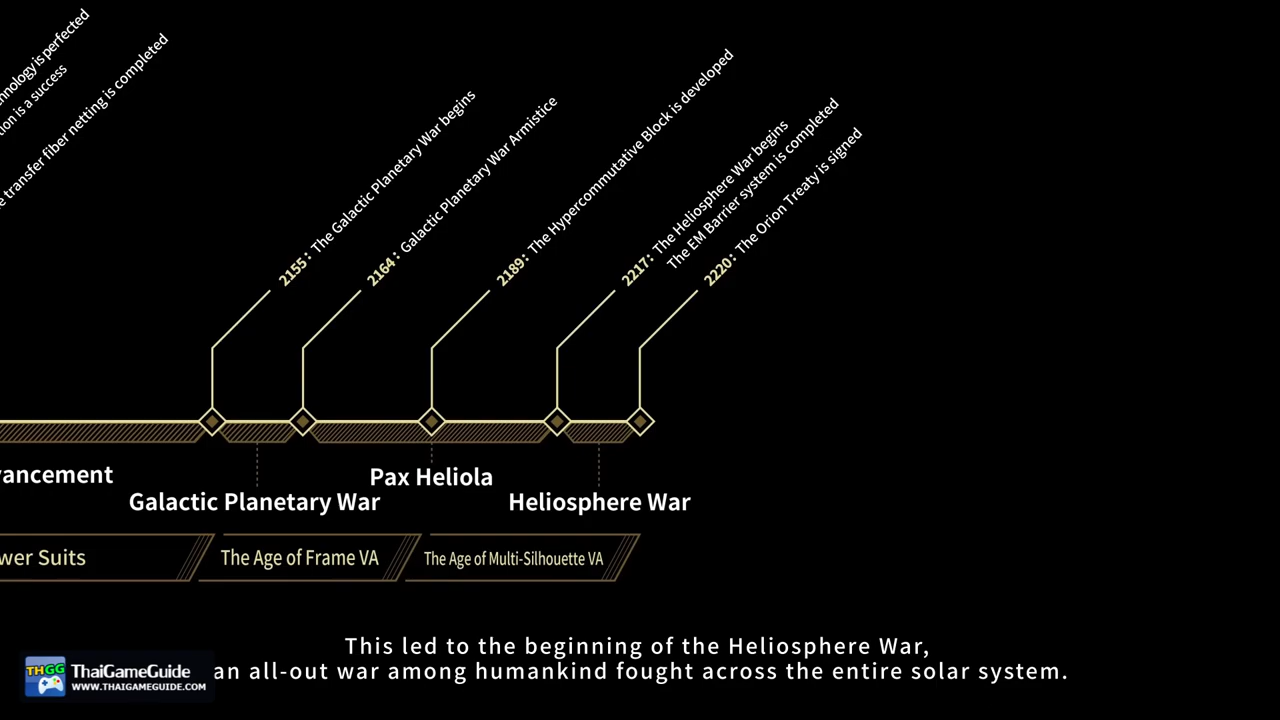 is perfected
tion is a success
transfer fiber netting is completed
2155: The Galactic Planetary War begins
2164: Galactic Planetary War Armistice
2189: The Hypercommutative Block is developed
2217: The Heliosphere War begins
The EM Barrier system is completed
2220: The Orion Treaty is signed
vancement
Galactic Planetary War
Pax Heliola
Heliosphere War
wer Suits
The Age of Frame VA
The Age of Multi-Silhouette VA
This led to the beginning of the Heliosphere War,
an all-out war among humankind fought across the entire solar system.
THGG
ThaiGameGuide
WWW.THAIGAMEGUIDE.COM